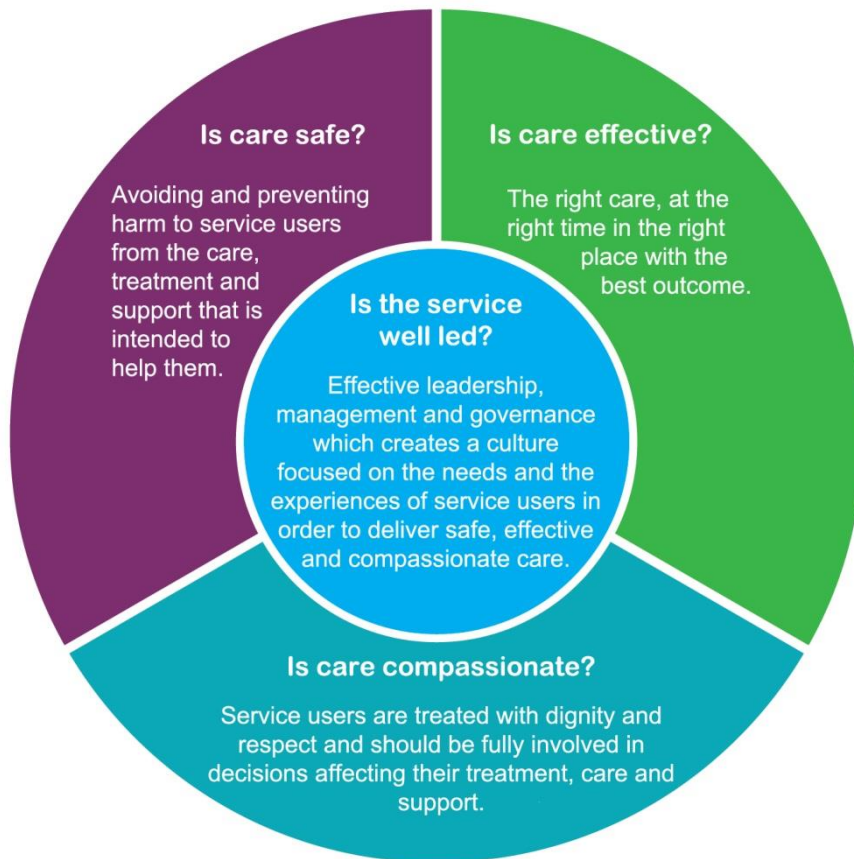 Is care safe?
Avoiding and preventing
harm to service users
from the care,
treatment and
support that is
intended to
help them.
Is care effective?
The right care, at the
right time in the right
place with the
best outcome.
Is the service
well led?
Effective leadership,
management and governance
which creates a culture
focused on the needs and the
experiences of service users in
order to deliver safe, effective
and compassionate care.
Is care compassionate?
Service users are treated with dignity and
respect and should be fully involved in
decisions affecting their treatment, care and
support.